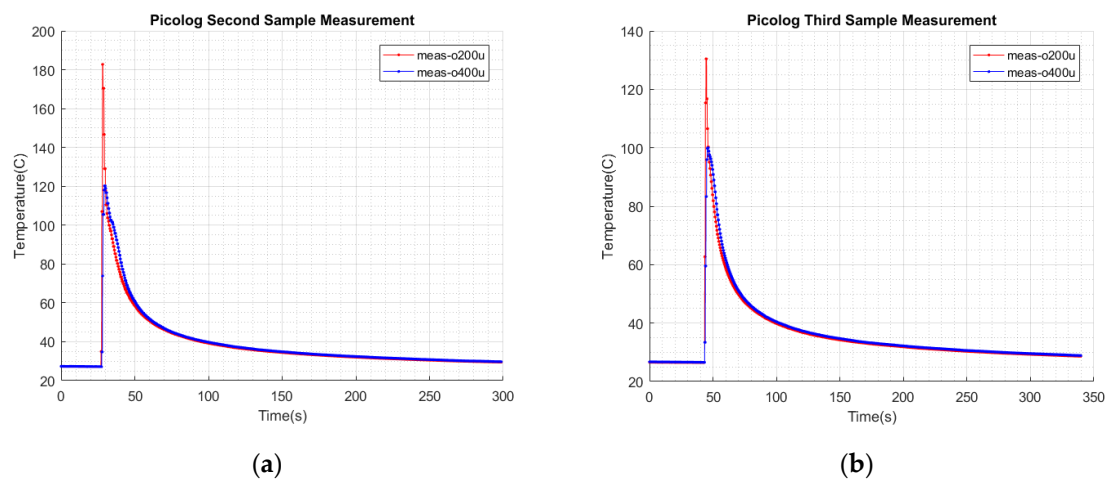 Picolog Second Sample Measurement
200
180
160
140
120
100
80
60
40
20
Temperature(C)
meas-o200u
meas-o400u
0 50 100 150 200 250 300
Time(s)
(a)
Picolog Third Sample Measurement
140
120
100
80
60
40
20
Temperature(C)
meas-o200u
meas-o400u
0 50 100 150 200 250 300 350
Time(s)
(b)